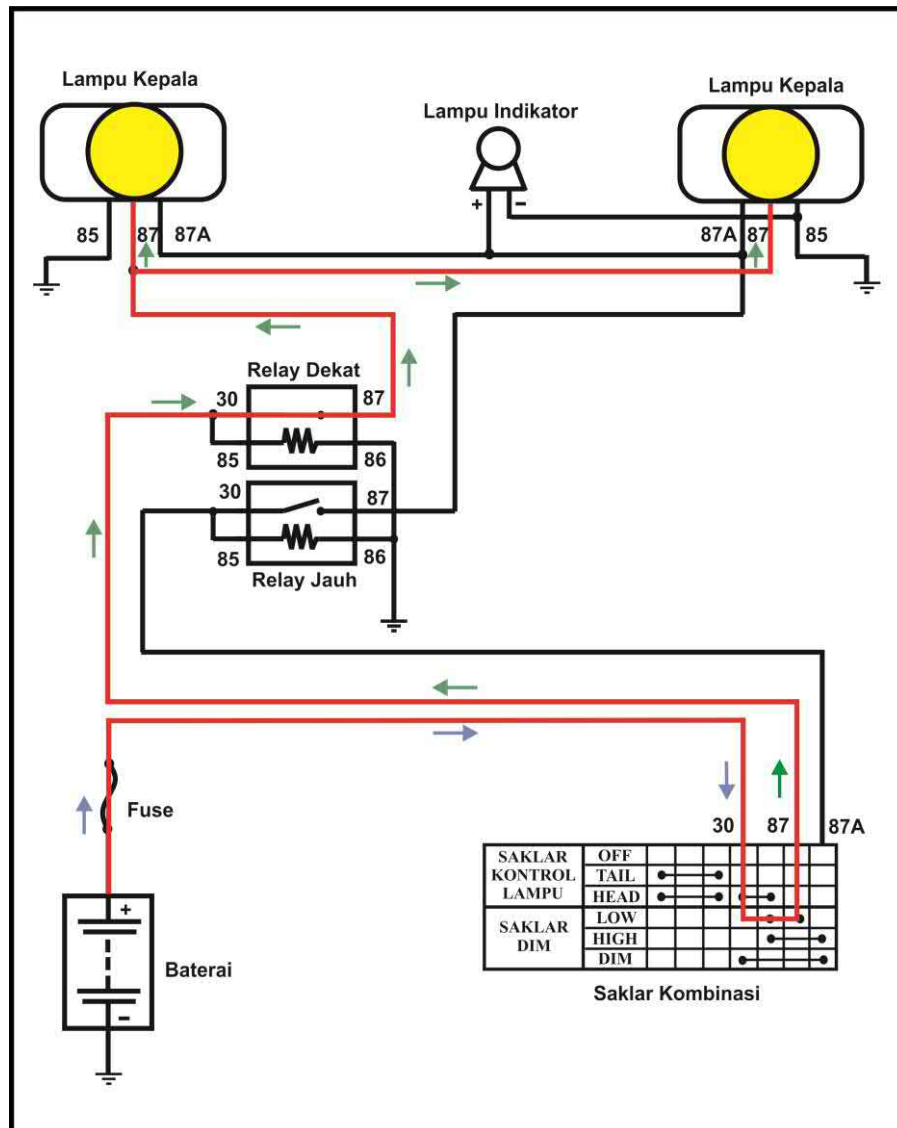 Lampu Kepala
Lampu Indikator
Lampu Kepala
+ −
85 87 87A
87A 87 85
Relay Dekat
30 87
85 86
30 87
85 86
Relay Jauh
Fuse
30 87 87A
+
Baterai
−
SAKLAR KONTROL LAMPU
OFF
TAIL
HEAD
SAKLAR DIM
LOW
HIGH
DIM
Saklar Kombinasi